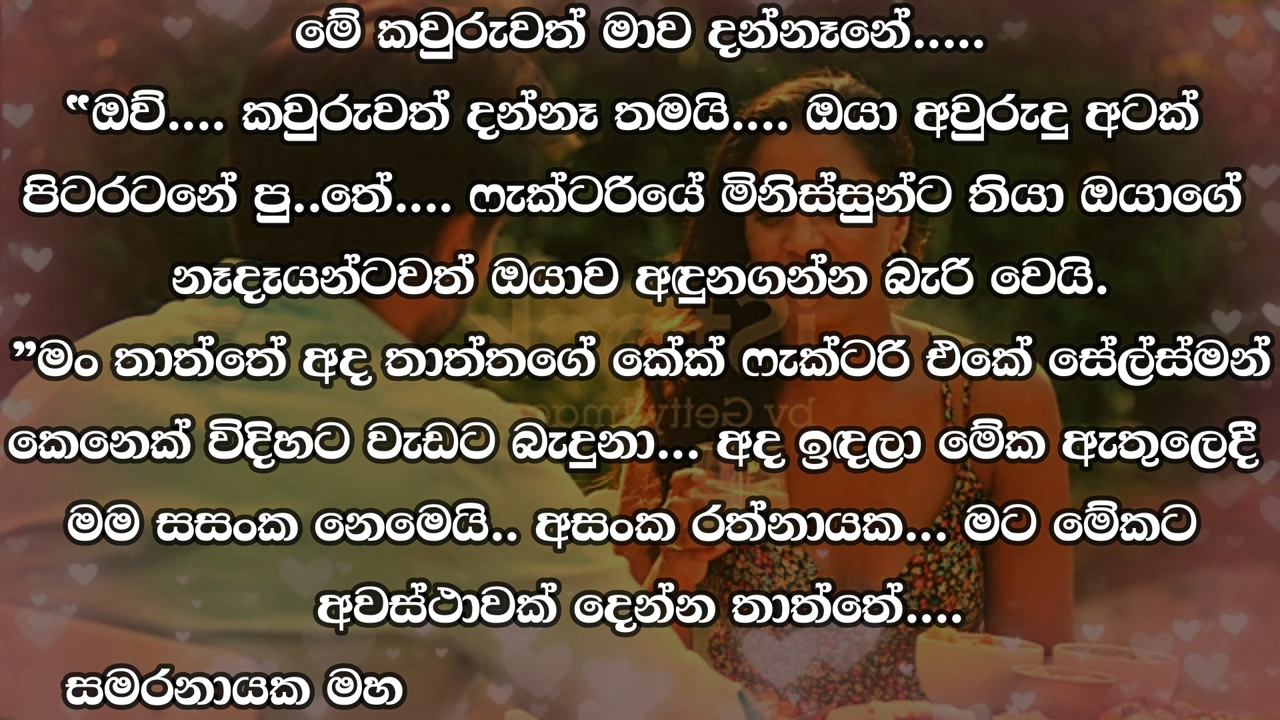 මේ කවුරුවත් මාව දන්නෑනේ.....
“ඔව්.... කවුරුවත් දන්නෑ තමයි.... ඔයා අවුරුදු අටක්
පිටරටනේ පු..තේ.... ෆැක්ටරියේ මිනිස්සුන්ට තියා ඔයාගේ
නෑදෑයන්ටවත් ඔයාව අඳුනගන්න බැරි වෙයි.
”මං තාත්තේ අද තාත්තගේ කේක් ෆැක්ටරි එකේ සේල්ස්මන්
කෙනෙක් විදිහට වැඩට බැදුනා... අද ඉඳලා මේක ඇතුලෙදී
මම සසංක නෙමෙයි.. අසංක රත්නායක... මට මේකට
අවස්ථාවක් දෙන්න තාත්තේ....
සමරනායක මහ